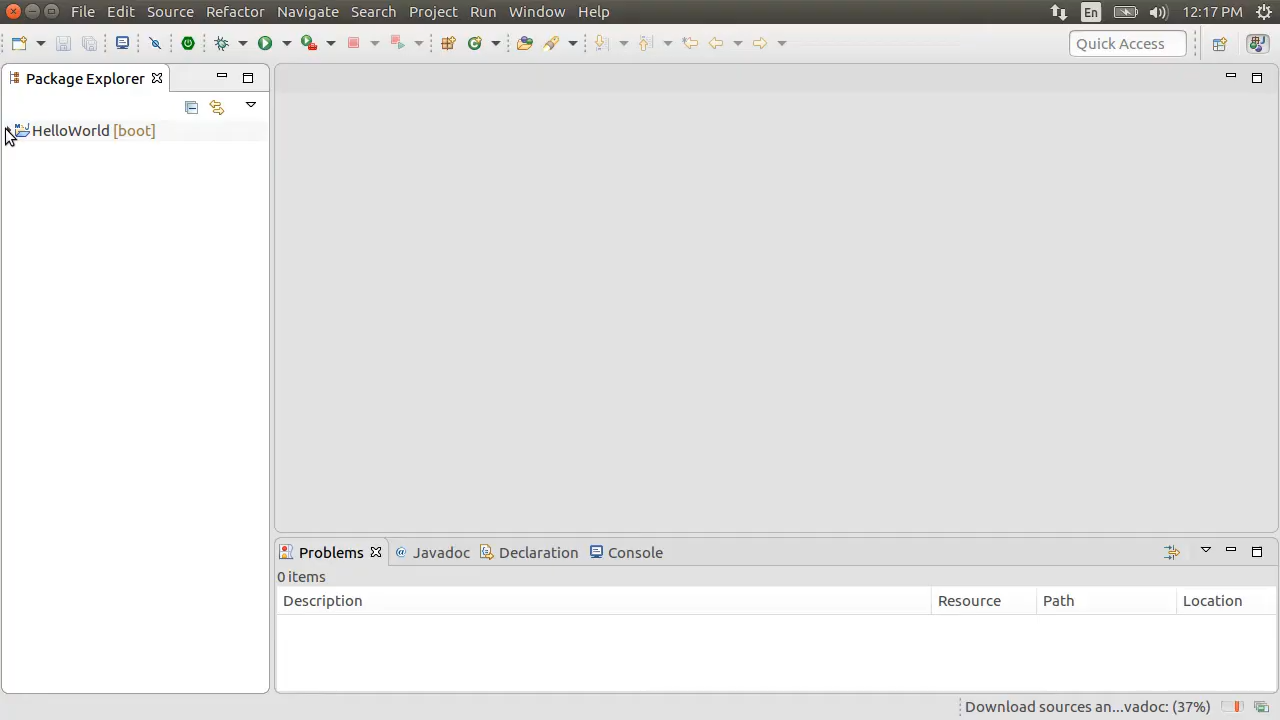 File Edit Source Refactor Navigate Search Project Run Window Help En 12:17 PM
Quick Access
Package Explorer
HelloWorld [boot]
Problems @ Javadoc Declaration Console
0 items
Description Resource Path Location
Download sources an...vadoc: (37%)